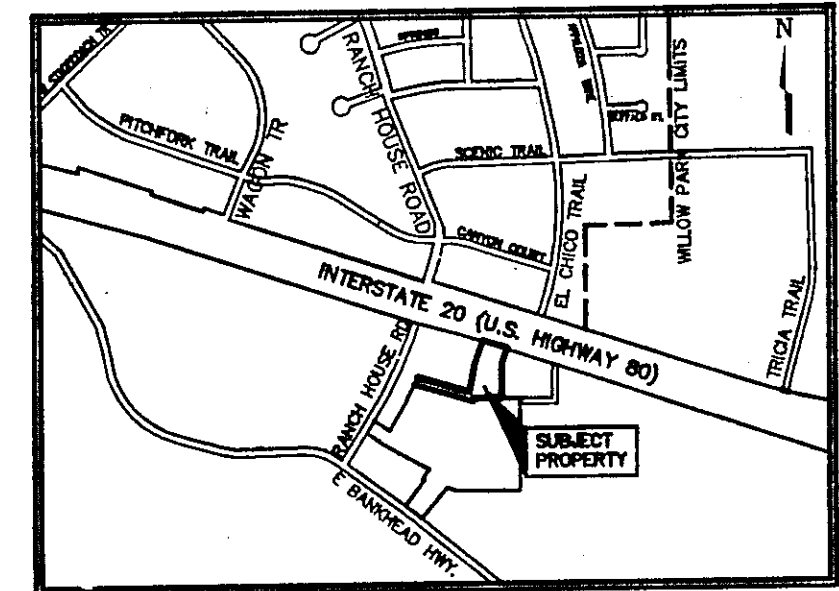 N
RANCH HOUSE ROAD
PITCHFORK TRAIL
WAGON TR
SCENIC TRAIL
WILLOW PARK CITY LIMITS
CANYON COURT
EL CHICO TRAIL
INTERSTATE 20 (U.S. HIGHWAY 80)
TRICIA TRAIL
RANCH HOUSE RD
SUBJECT
PROPERTY
E BANKHEAD HWY.